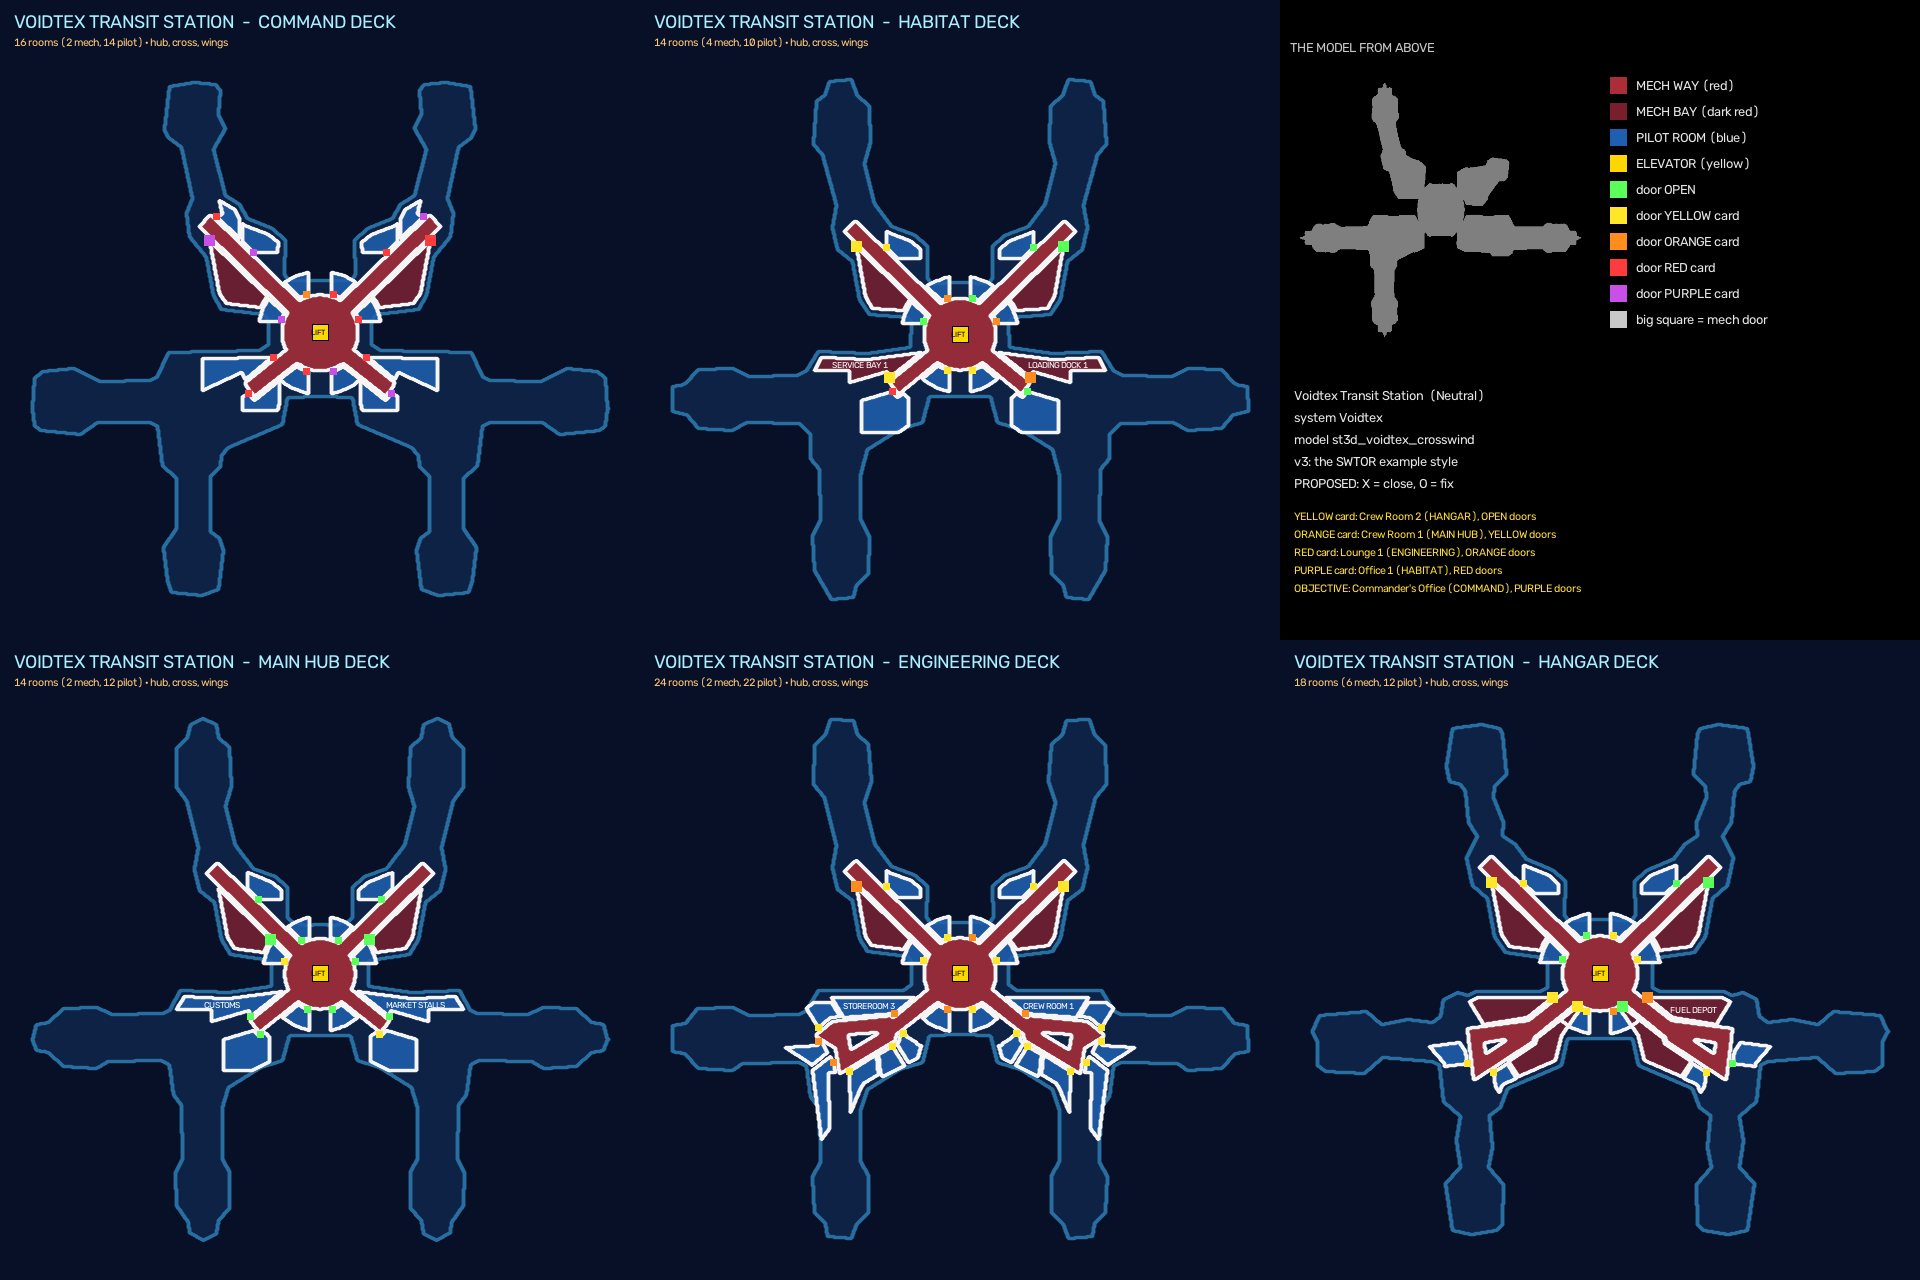 VOIDTEX TRANSIT STATION - COMMAND DECK
16 rooms (2 mech, 14 pilot) • hub, cross, wings
LIFT
VOIDTEX TRANSIT STATION - HABITAT DECK
14 rooms (4 mech, 10 pilot) • hub, cross, wings
LIFT
SERVICE BAY 1
LOADING DOCK 1
THE MODEL FROM ABOVE
MECH WAY (red)
MECH BAY (dark red)
PILOT ROOM (blue)
ELEVATOR (yellow)
door OPEN
door YELLOW card
door ORANGE card
door RED card
door PURPLE card
big square = mech door
Voidtex Transit Station (Neutral)
system Voidtex
model st3d_voidtex_crosswind
v3: the SWTOR example style
PROPOSED: X = close, O = fix
YELLOW card: Crew Room 2 (HANGAR), OPEN doors
ORANGE card: Crew Room 1 (MAIN HUB), YELLOW doors
RED card: Lounge 1 (ENGINEERING), ORANGE doors
PURPLE card: Office 1 (HABITAT), RED doors
OBJECTIVE: Commander's Office (COMMAND), PURPLE doors
VOIDTEX TRANSIT STATION - MAIN HUB DECK
14 rooms (2 mech, 12 pilot) • hub, cross, wings
LIFT
CUSTOMS
MARKET STALLS
VOIDTEX TRANSIT STATION - ENGINEERING DECK
24 rooms (2 mech, 22 pilot) • hub, cross, wings
LIFT
STOREROOM 3
CREW ROOM 1
VOIDTEX TRANSIT STATION - HANGAR DECK
18 rooms (6 mech, 12 pilot) • hub, cross, wings
LIFT
FUEL DEPOT